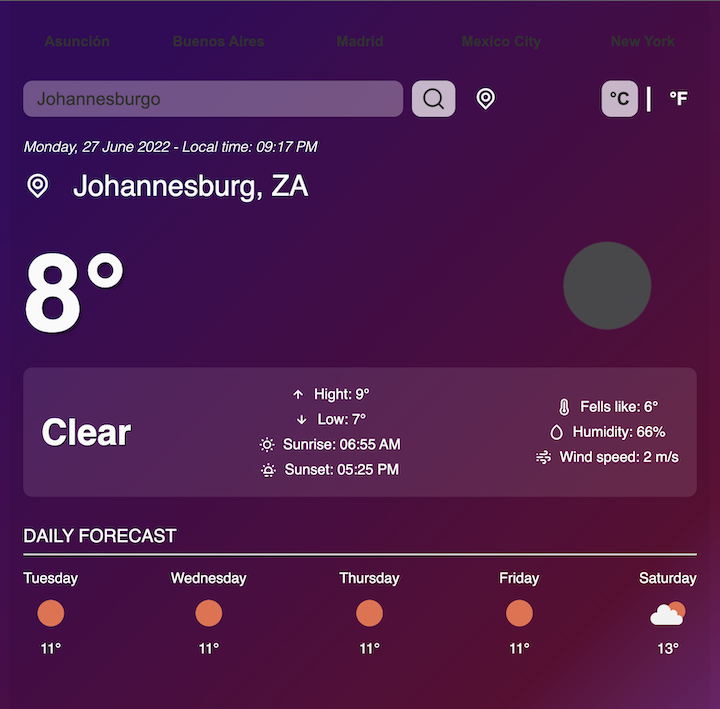 Asunción Buenos Aires Madrid Mexico City New York
Johannesburgo °C °F
Monday, 27 June 2022 - Local time: 09:17 PM
Johannesburg, ZA
8°
Clear
Hight: 9°
Low: 7°
Sunrise: 06:55 AM
Sunset: 05:25 PM
Fells like: 6°
Humidity: 66%
Wind speed: 2 m/s
DAILY FORECAST
Tuesday Wednesday Thursday Friday Saturday
11° 11° 11° 11° 13°